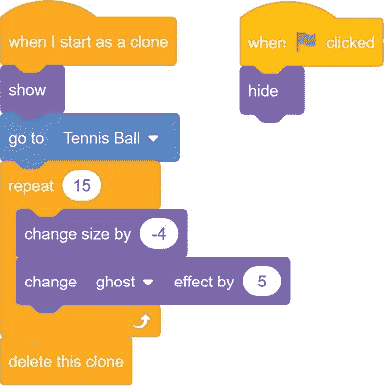 when I start as a clone
show
go to Tennis Ball
repeat 15
change size by -4
change ghost effect by 5
delete this clone
when clicked
hide